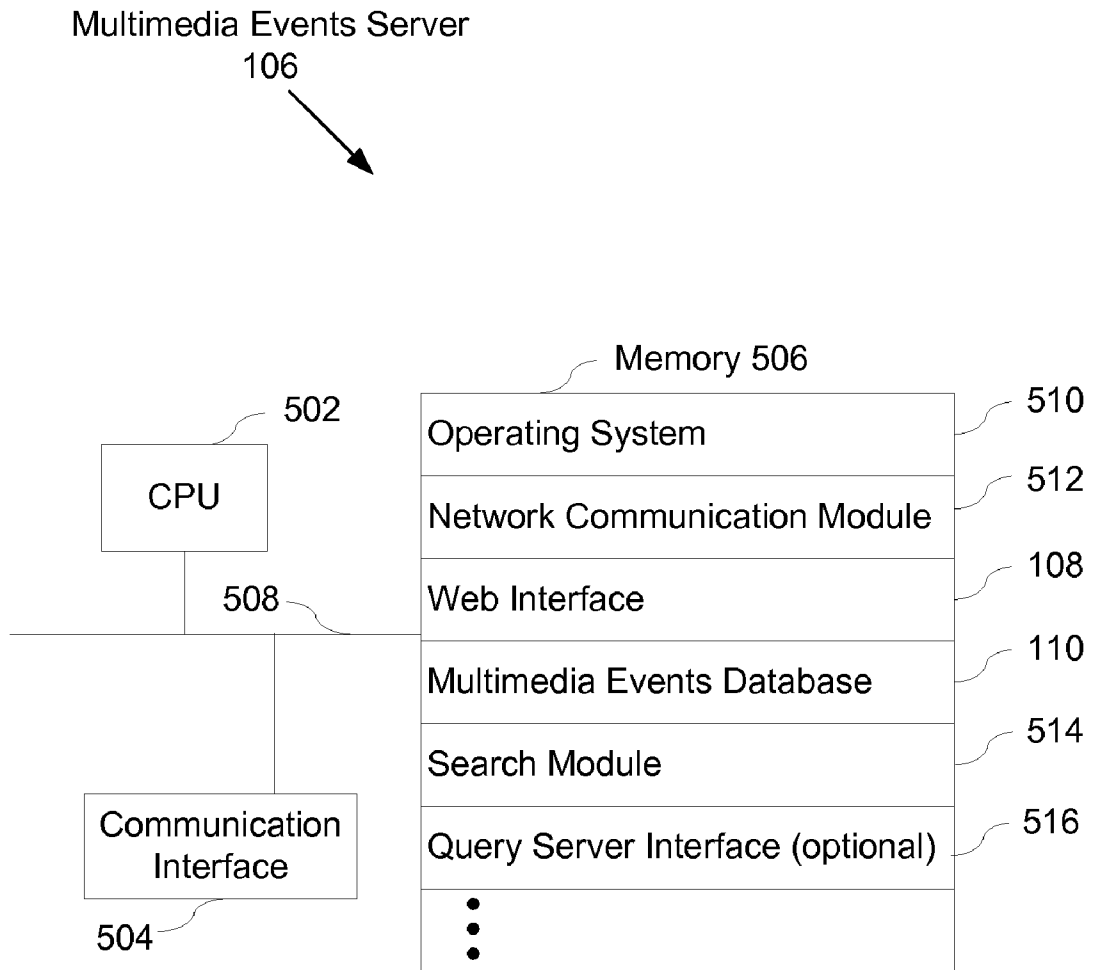 Multimedia Events Server
106
Memory 506
502
CPU
508
Communication
Interface
504
Operating System
510
Network Communication Module
512
Web Interface
108
Multimedia Events Database
110
Search Module
514
Query Server Interface (optional)
516